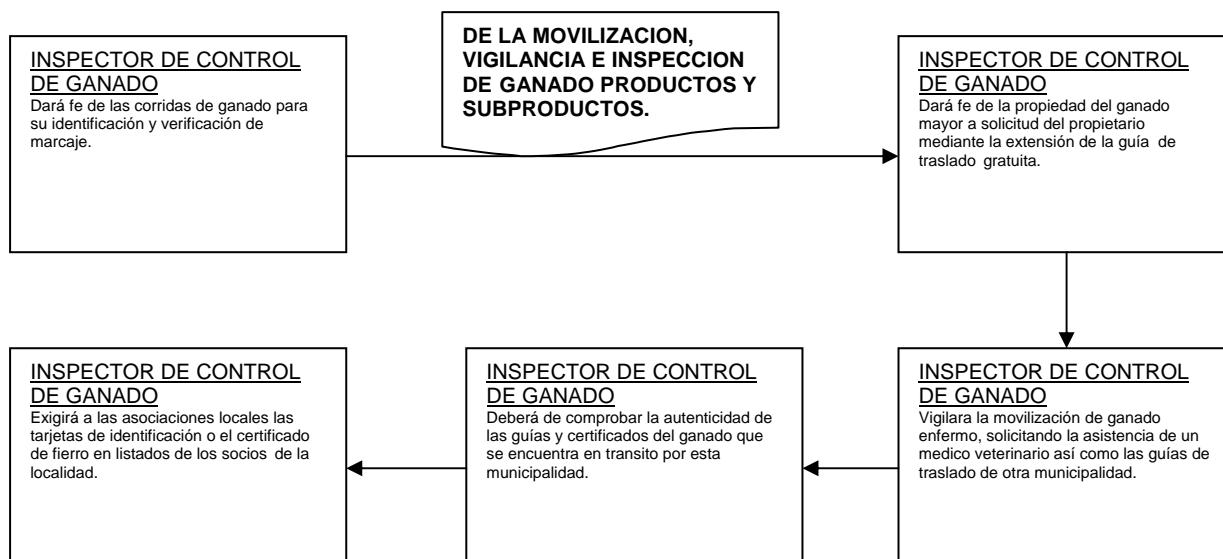 DE LA MOVILIZACION,
VIGILANCIA E INSPECCION
DE GANADO PRODUCTOS Y
SUBPRODUCTOS.
INSPECTOR DE CONTROL
DE GANADO
Dará fe de las corridas de ganado para
su identificación y verificación de
marcaje.
INSPECTOR DE CONTROL
DE GANADO
Dará fe de la propiedad del ganado
mayor a solicitud del propietario
mediante la extensión de la guía de
traslado gratuita.
INSPECTOR DE CONTROL
DE GANADO
Vigilara la movilización de ganado
enfermo, solicitando la asistencia de un
medico veterinario así como las guías de
traslado de otra municipalidad.
INSPECTOR DE CONTROL
DE GANADO
Deberá de comprobar la autenticidad de
las guías y certificados del ganado que
se encuentra en transito por esta
municipalidad.
INSPECTOR DE CONTROL
DE GANADO
Exigirá a las asociaciones locales las
tarjetas de identificación o el certificado
de fierro en listados de los socios de la
localidad.